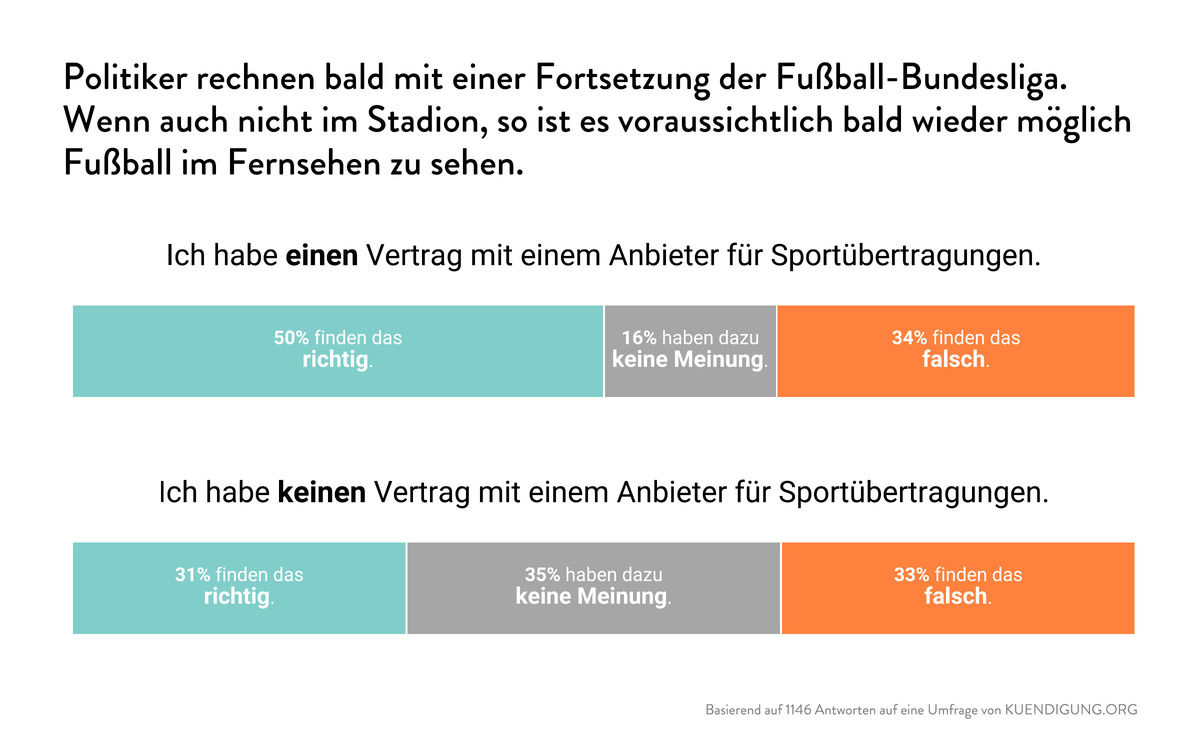 Politiker rechnen bald mit einer Fortsetzung der Fußball-Bundesliga.
Wenn auch nicht im Stadion, so ist es voraussichtlich bald wieder möglich
Fußball im Fernsehen zu sehen.
Ich habe einen Vertrag mit einem Anbieter für Sportübertragungen.
50% finden das
richtig.
16% haben dazu
keine Meinung.
34% finden das
falsch.
Ich habe keinen Vertrag mit einem Anbieter für Sportübertragungen.
31% finden das
richtig.
35% haben dazu
keine Meinung.
33% finden das
falsch.
Basierend auf 1146 Antworten auf eine Umfrage von KUENDIGUNG.ORG